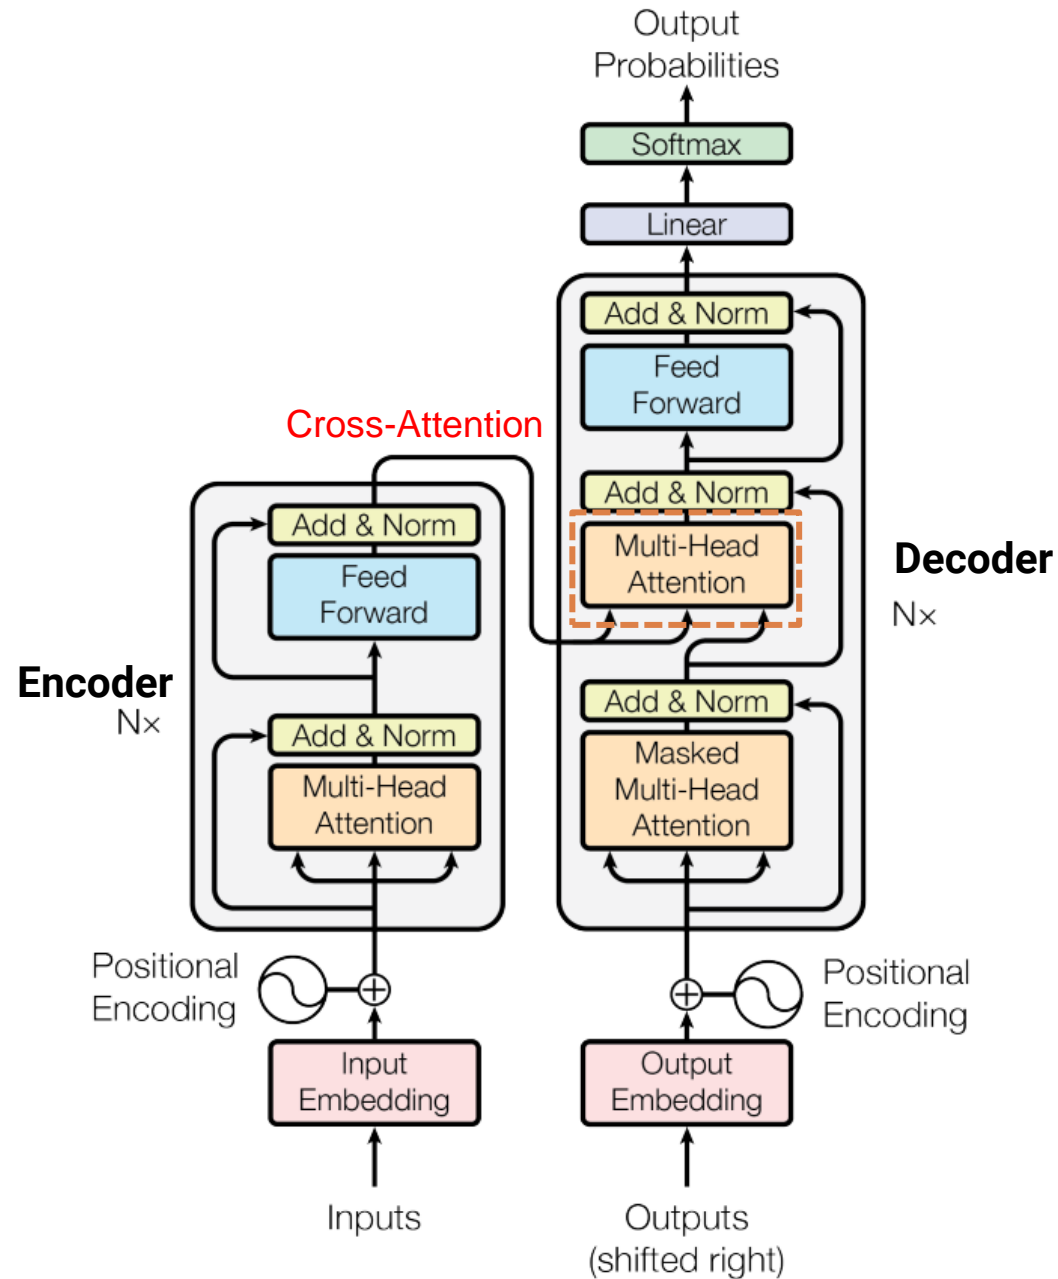 Output
Probabilities
Softmax
Linear
Add & Norm
Feed
Forward
Cross-Attention
Add & Norm
Multi-Head
Attention
Decoder
N×
Add & Norm
Masked
Multi-Head
Attention
Add & Norm
Feed
Forward
Encoder
N×
Add & Norm
Multi-Head
Attention
Positional
Encoding
Positional
Encoding
Input
Embedding
Output
Embedding
Inputs
Outputs
(shifted right)